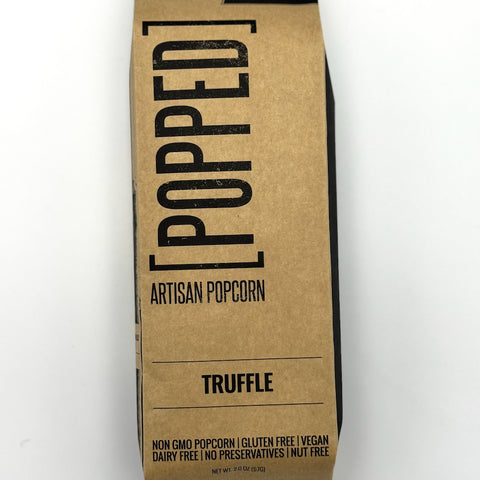 [POPPED]
ARTISAN POPCORN
TRUFFLE
NON GMO POPCORN | GLUTEN FREE | VEGAN
DAIRY FREE | NO PRESERVATIVES | NUT FREE
NET WT. 2.0 OZ (57G)